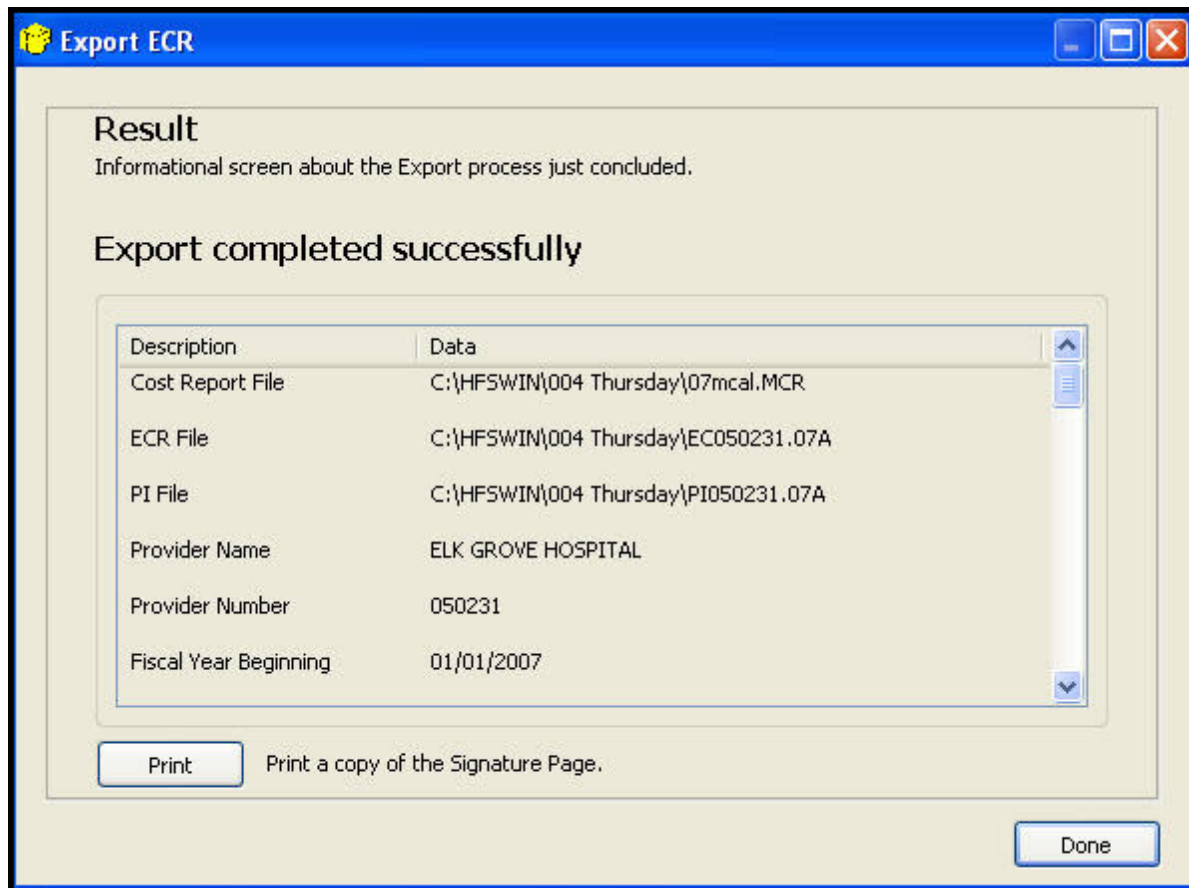 Export ECR
Result
Informational screen about the Export process just concluded.
Export completed successfully
Description Data
Cost Report File C:\HFSWIN\004 Thursday\07mcal.MCR
ECR File C:\HFSWIN\004 Thursday\EC050231.07A
PI File C:\HFSWIN\004 Thursday\PI050231.07A
Provider Name ELK GROVE HOSPITAL
Provider Number 050231
Fiscal Year Beginning 01/01/2007
Print Print a copy of the Signature Page.
Done